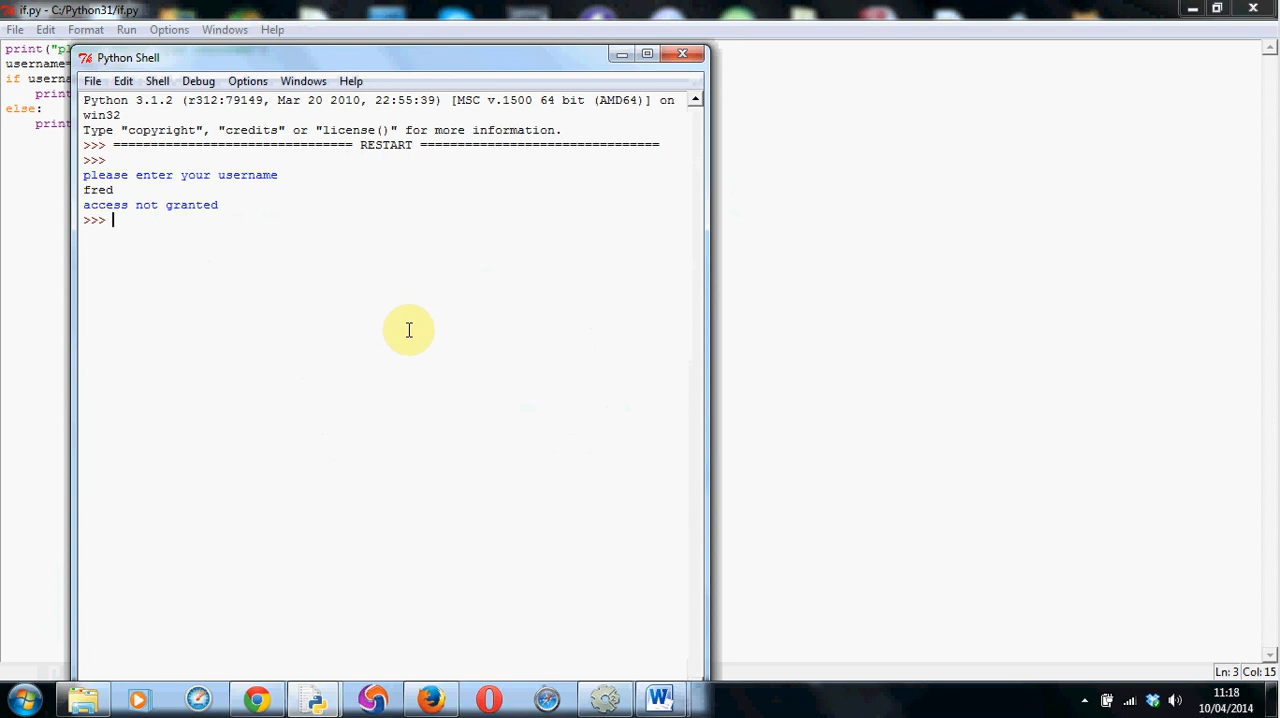 if.py - C:/Python31/if.py
File Edit Format Run Options Windows Help
print("pl
username=
if userna
print
else:
print
Python Shell
File Edit Shell Debug Options Windows Help
Python 3.1.2 (r312:79149, Mar 20 2010, 22:55:39) [MSC v.1500 64 bit (AMD64)] on
win32
Type "copyright", "credits" or "license()" for more information.
>>> ================================ RESTART ================================
>>>
please enter your username
fred
access not granted
>>>
Ln: 3 Col: 15
11:18
10/04/2014